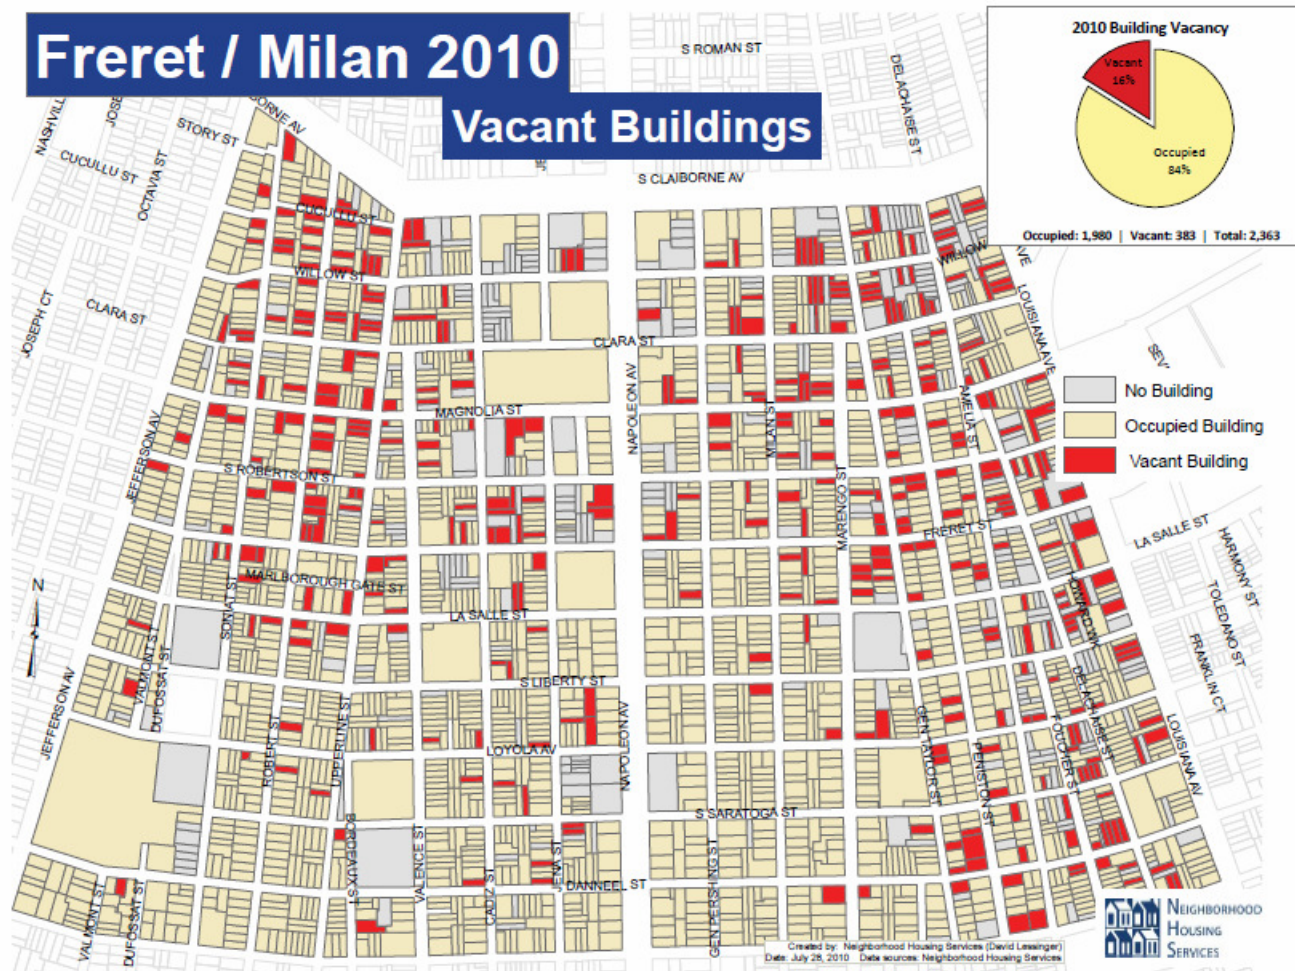 Freret / Milan 2010
Vacant Buildings
2010 Building Vacancy
Vacant
16%
Occupied
84%
Occupied: 1,980 | Vacant: 383 | Total: 2,363
No Building
Occupied Building
Vacant Building
S ROMAN ST
DELACHAISE ST
S CLAIBORNE AV
STORY ST
CUCULLU ST
OCTAVIA ST
CUCULLU ST
WILLOW ST
WILLOW
CLARA ST
JOSEPH CT
CLARA ST
LOUISIANA AVE
NAPOLEON AV
MAGNOLIA ST
MILAN ST
AMELIA ST
JEFFERSON AV
S ROBERTSON ST
MARENGO ST
FRERET ST
LA SALLE ST
HARMONY ST
TOLEDANO ST
FRANKLIN CT
MARLBOROUGH GATE ST
SONIAT ST
LA SALLE ST
N
VALMONT ST
DUFOSSAT ST
JEFFERSON AV
S LIBERTY ST
DELACHAISE ST
FOUCHER ST
LOUISIANA AV
ROBERT ST
UPPERLINE ST
LOYOLA AV
NAPOLEON AV
GEN TAYLOR ST
PENISTON ST
S SARATOGA ST
BORDEAUX ST
VALENCE ST
CADIZ ST
JENA ST
DANNEEL ST
GEN PERSHING ST
VALMONT ST
DUFOSSAT ST
NEIGHBORHOOD
HOUSING
SERVICES
Created by: Neighborhood Housing Services (David Lessinger)
Date: July 28, 2010 Data sources: Neighborhood Housing Services